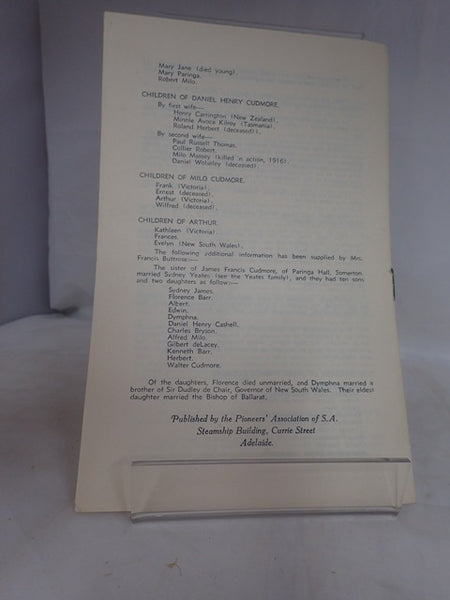 Mary Jane (died young).
Mary Paringa.
Robert Milo.
CHILDREN OF DANIEL HENRY CUDMORE.
By first wife—
Henry Carrington (New Zealand),
Minnie Avoca Kilroy (Tasmania),
Roland Herbert (deceased),
By second wife—
Paul Russell Thomas.
Collier Robert.
Milo Massey (killed in action, 1916),
Daniel Wolseley (deceased).
CHILDREN OF MILO CUDMORE.
Frank (Victoria).
Ernest (deceased).
Arthur (Victoria).
Wilfred (deceased).
CHILDREN OF ARTHUR.
Kathleen (Victoria).
Frances.
Evelyn (New South Wales).
The following additional information has been supplied by Mrs.
Francis Buttrose:—
The sister of James Francis Cudmore, of Paringa Hall, Somerton,
married Sydney Yeates (see the Yeates family), and they had ten sons
and two daughters as follow:—
Sydney James.
Florence Barr.
Albert.
Edwin.
Dymphna.
Daniel Henry Cashell.
Charles Bryson.
Alfred Milo.
Gilbert deLacey.
Kenneth Barr.
Herbert.
Walter Cudmore.
Of the daughters, Florence died unmarried, and Dymphna married a
brother of Sir Dudley de Chair, Governor of New South Wales. Their eldest
daughter married the Bishop of Ballarat.
Published by the Pioneers' Association of S.A.
Steamship Building, Currie Street
Adelaide.